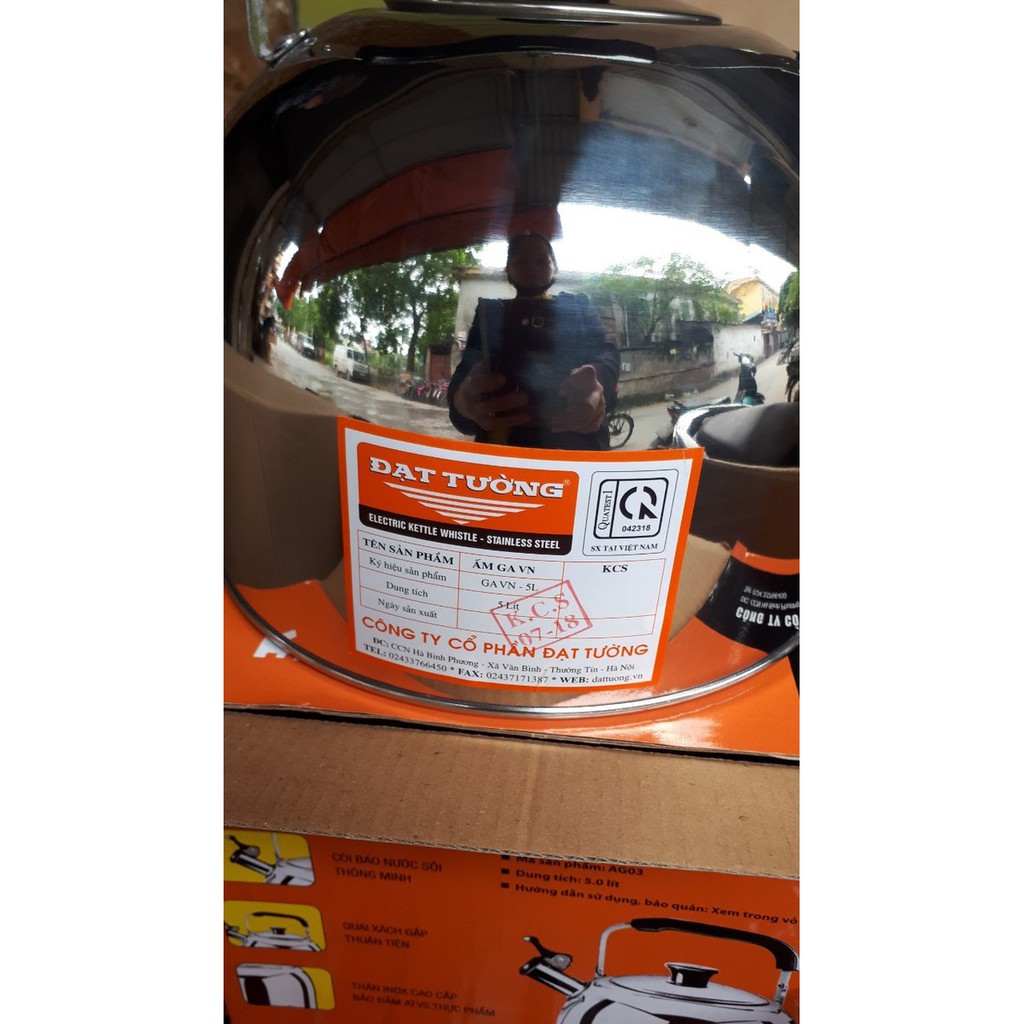 ĐẠT TƯỜNG®
ELECTRIC KETTLE WHISTLE - STAINLESS STEEL
QUATEST 1
042318
SX TẠI VIỆT NAM
TÊN SẢN PHẨM ẤM GA VN KCS
Ký hiệu sản phẩm GA VN - 5L
Dung tích 5 Lít
Ngày sản xuất
K.C.S
07-18
CÔNG TY CỔ PHẦN ĐẠT TƯỜNG
ĐC: CCN Hà Bình Phương - Xã Văn Bình - Thường Tín - Hà Nội
TEL: 02433766450 * FAX: 02437171387 * WEB: dattuong.vn
CÔNG TY CỔ
CÒI BÁO NƯỚC SÔI
THÔNG MINH
QUAI XÁCH GẬP
THUẬN TIỆN
THÂN INOX CAO CẤP
BẢO ĐẢM ATVS THỰC PHẨM
Mã sản phẩm: AG03
Dung tích: 5.0 lít
Hướng dẫn sử dụng, bảo quản: Xem trong vỏ